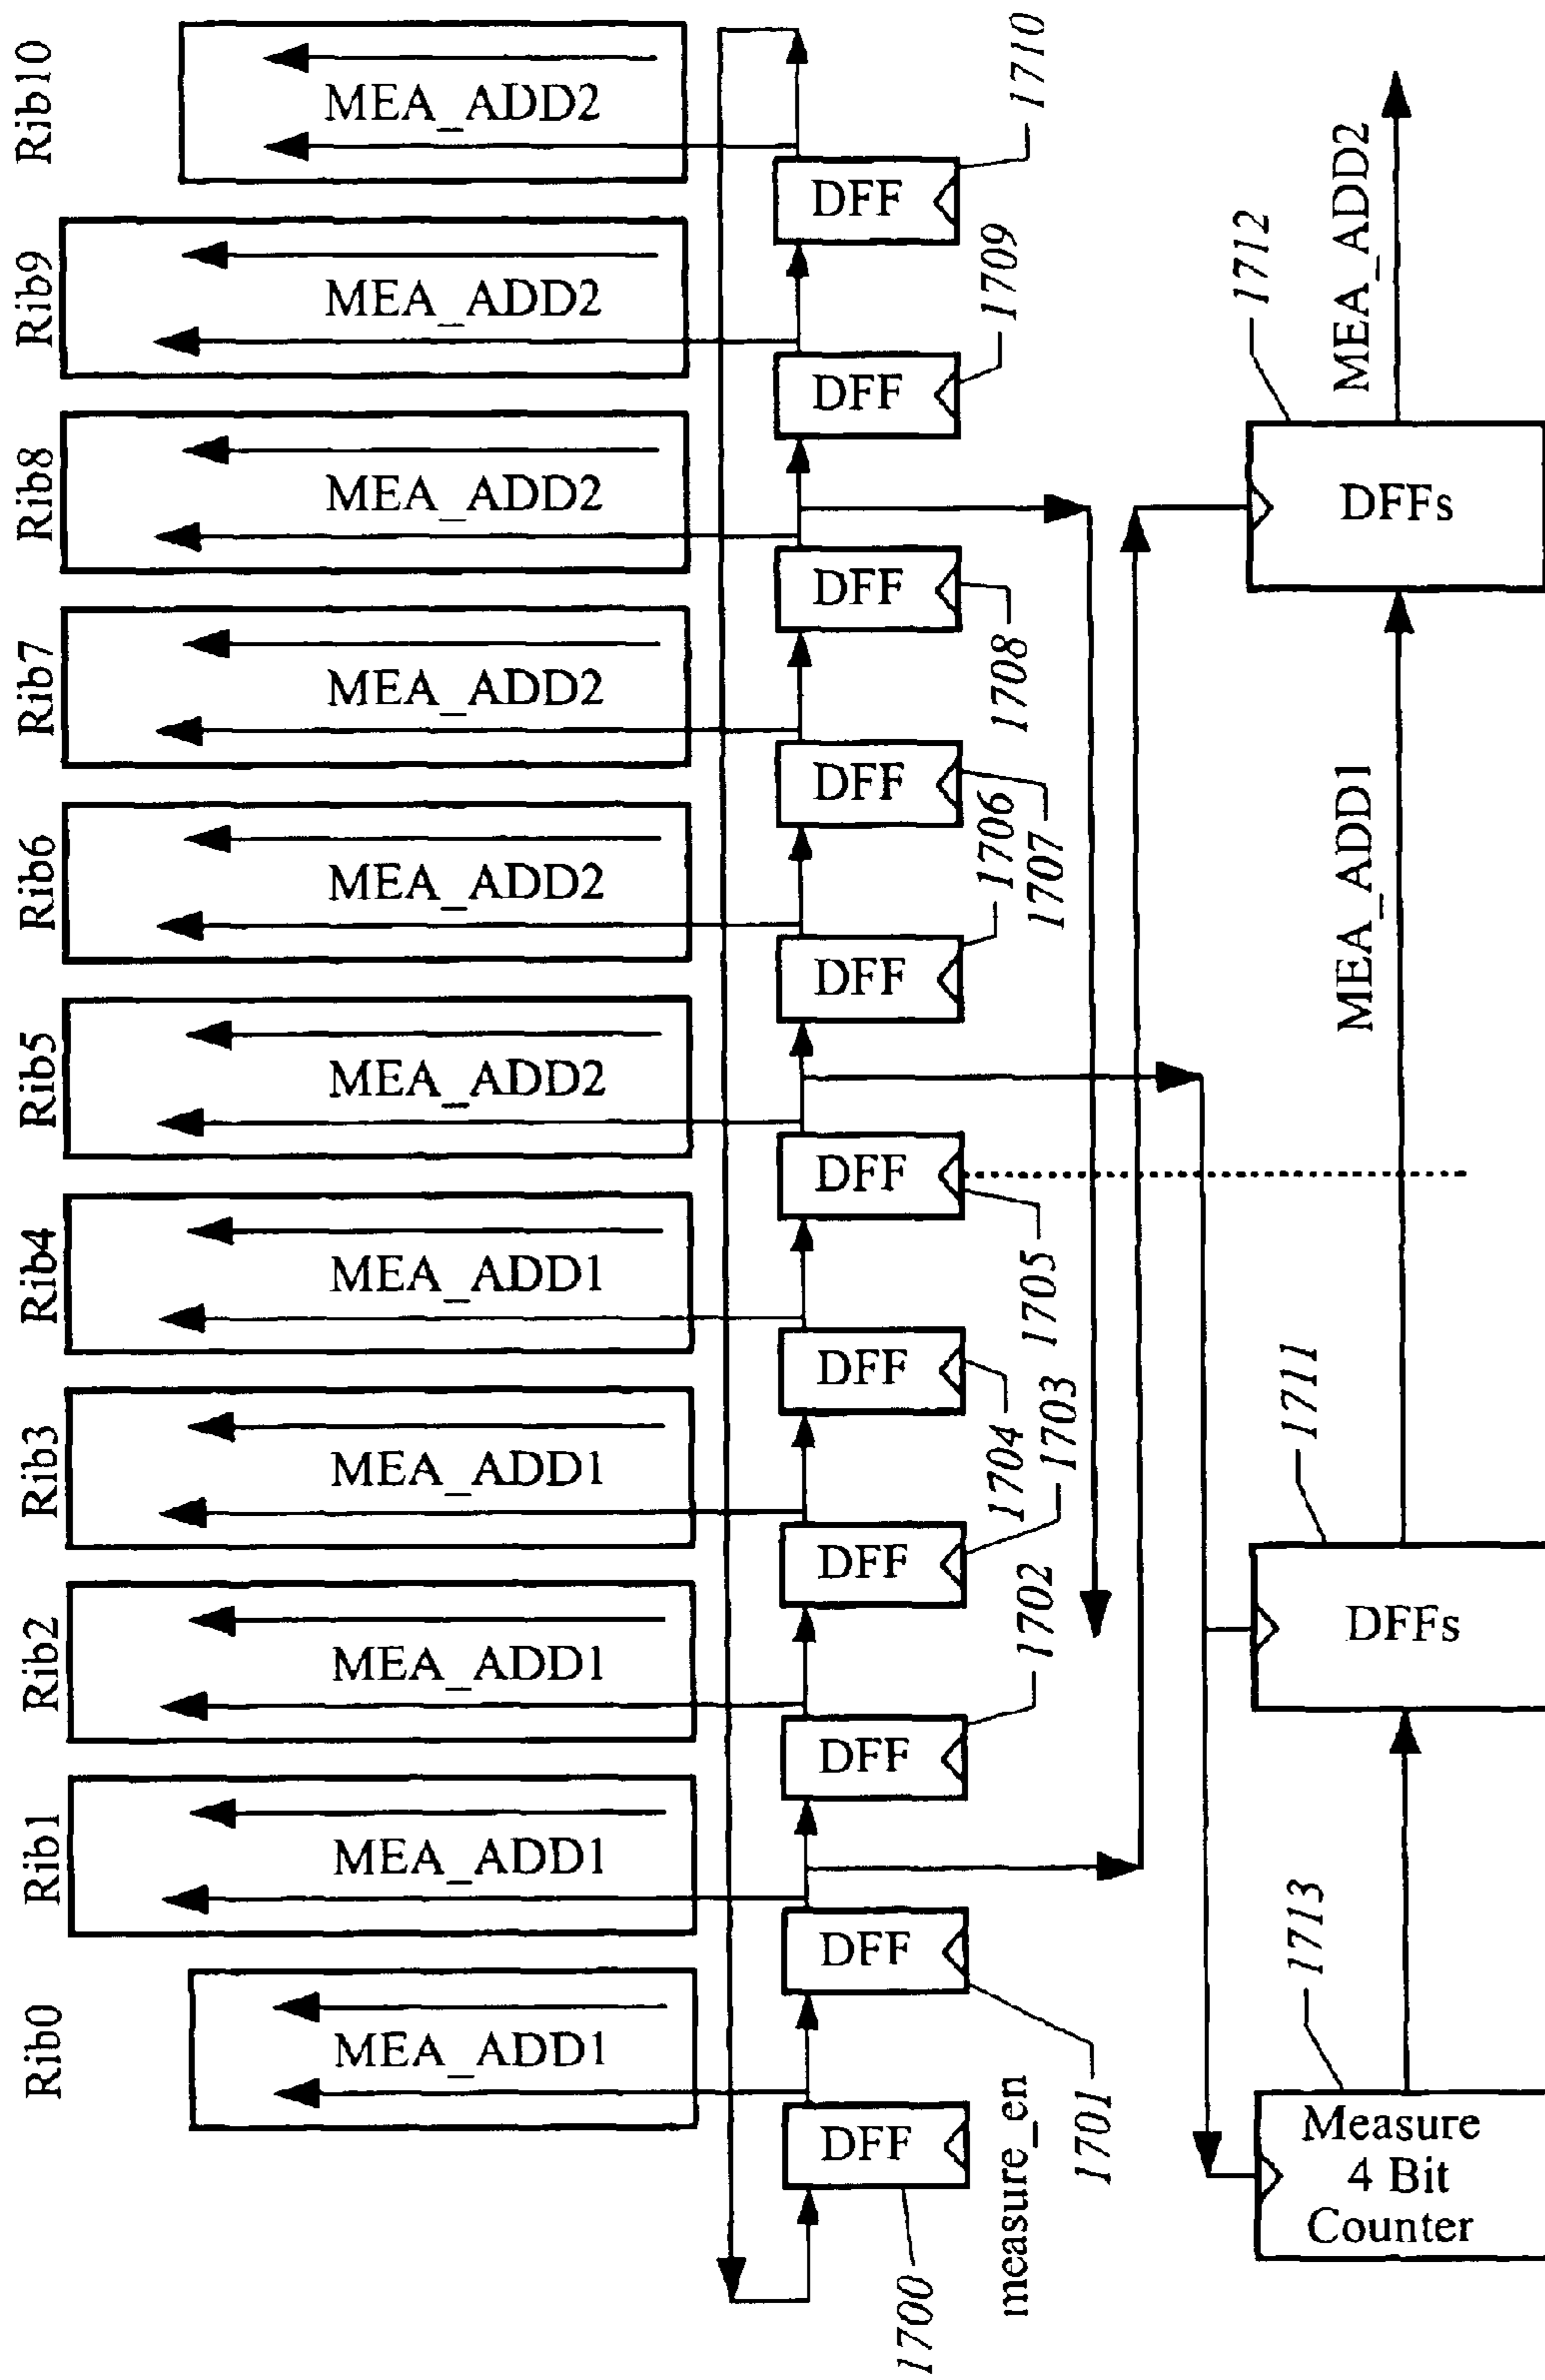 Rib10
Rib9
Rib8
Rib7
Rib6
Rib5
Rib4
Rib3
Rib2
Rib1
Rib0
MEA_ADD2
MEA_ADD2
MEA_ADD2
MEA_ADD2
MEA_ADD2
MEA_ADD2
MEA_ADD1
MEA_ADD1
MEA_ADD1
MEA_ADD1
MEA_ADD1
DFF
DFF
DFF
DFF
DFF
DFF
DFF
DFF
DFF
DFF
DFF
1710
1709
1708
1707
1706
1705
1704
1703
1702
1701
1700
measure_en
1712
MEA_ADD2
DFFs
MEA_ADD1
1711
DFFs
1713
Measure
4 Bit
Counter